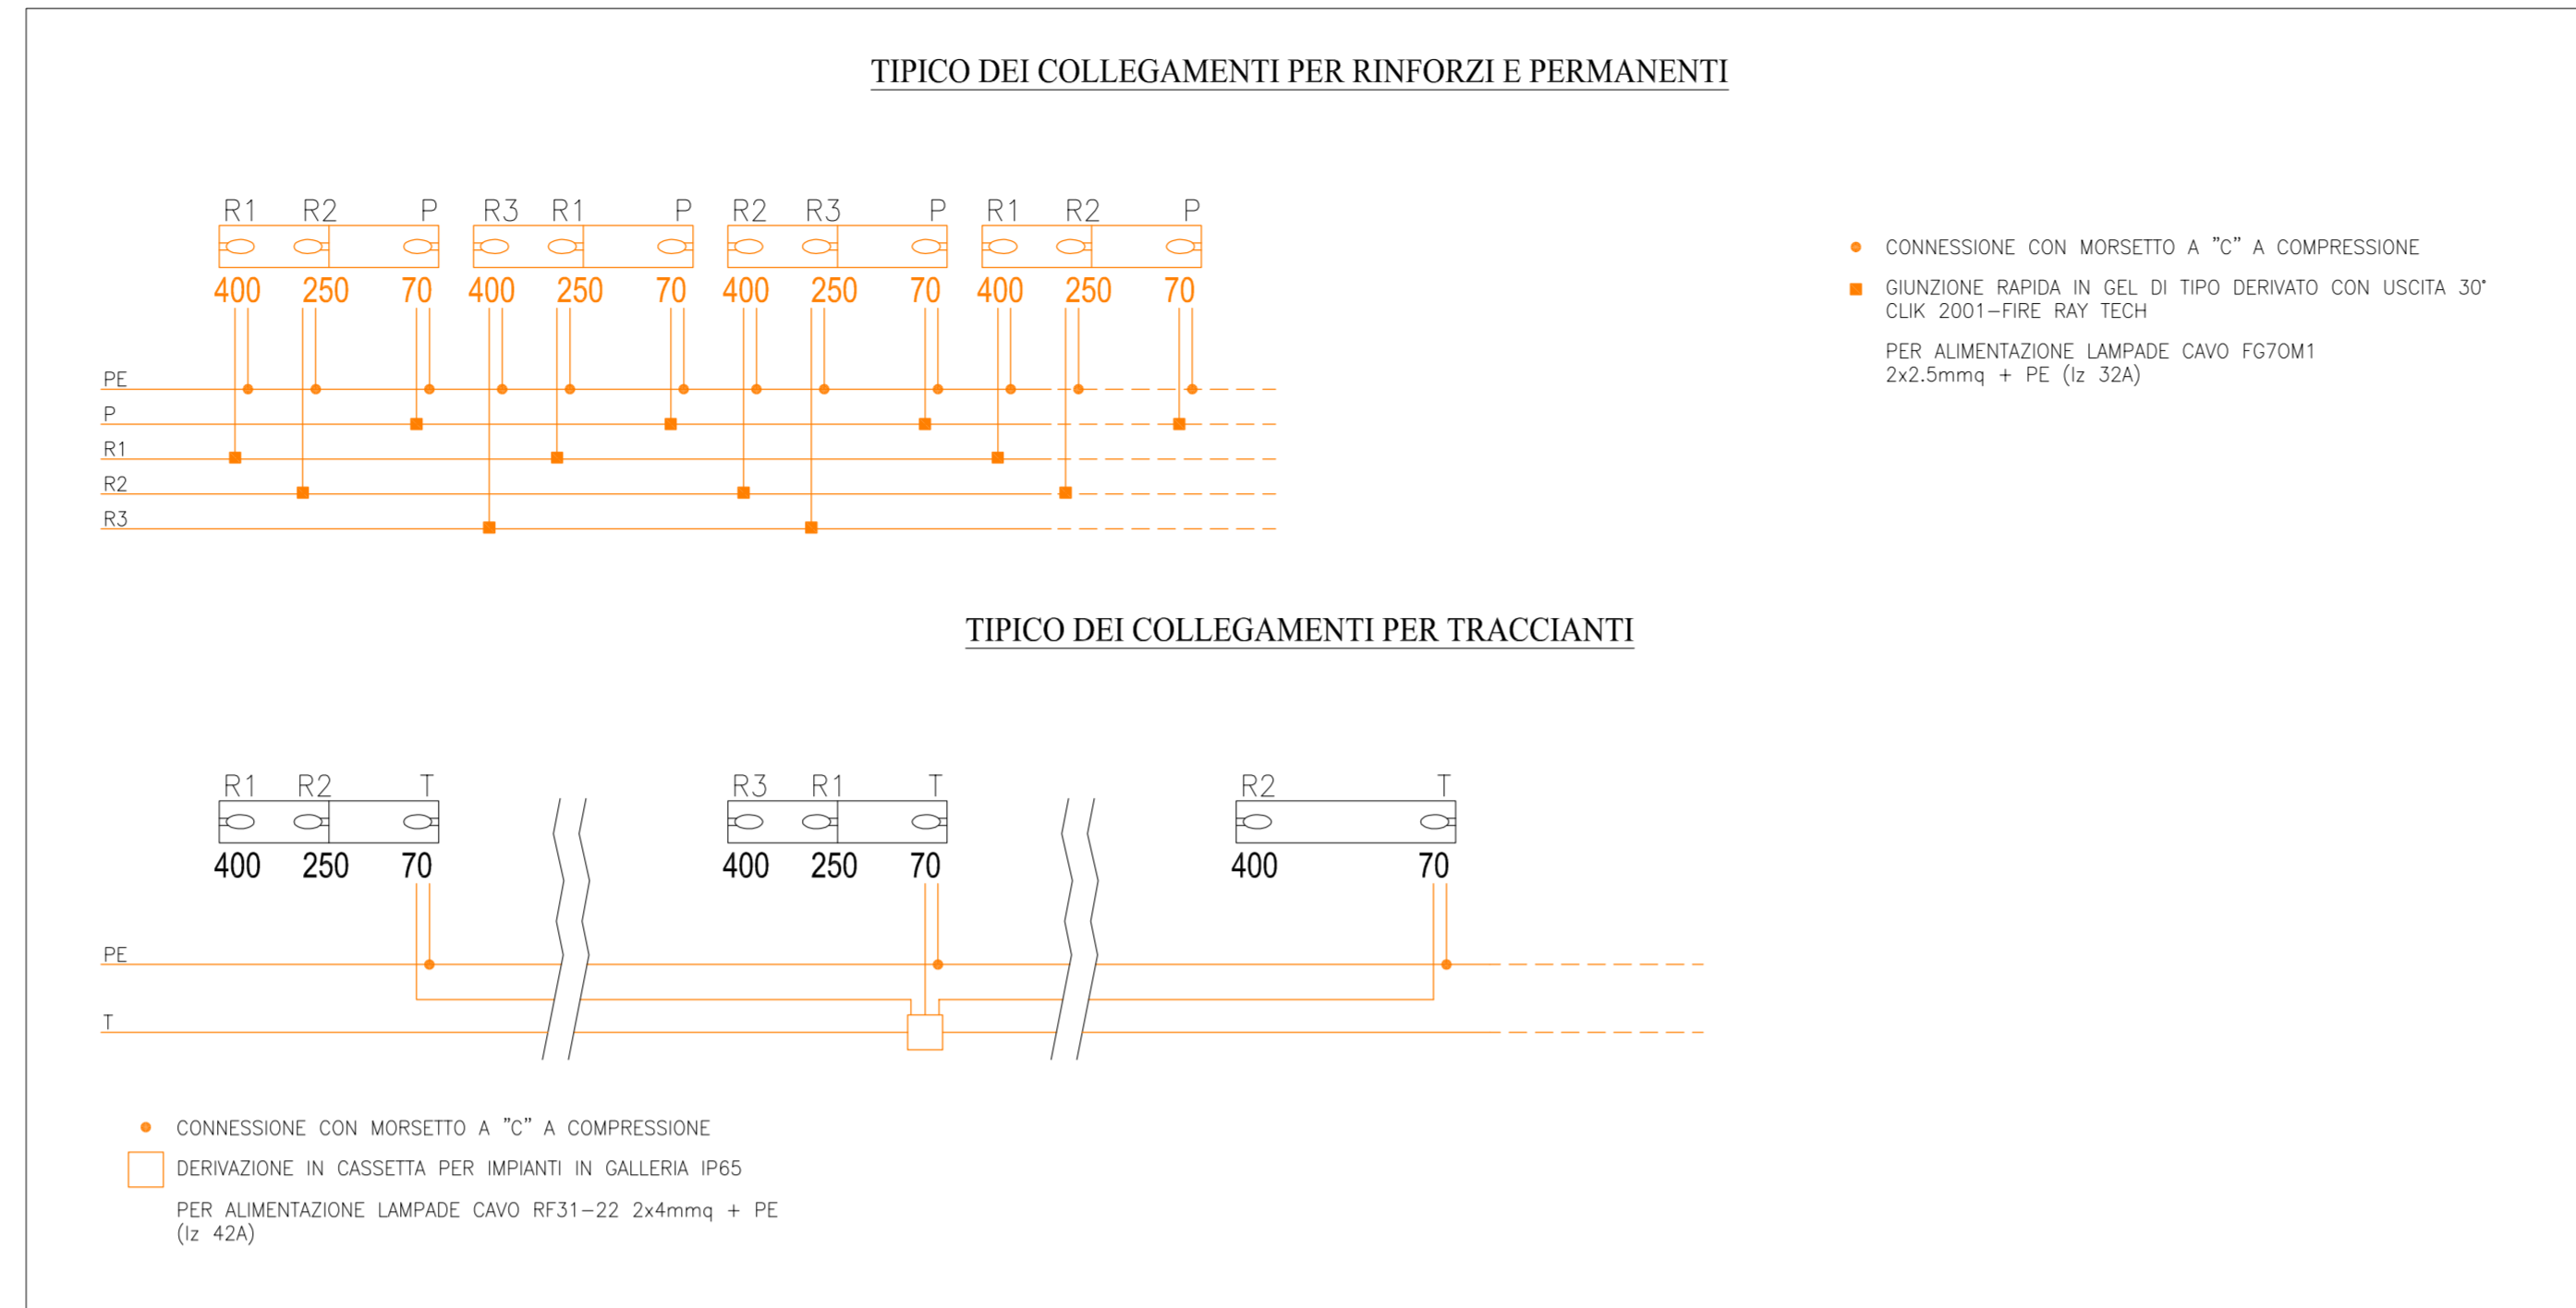 TIPICO DEI COLLEGAMENTI PER RINFORZI E PERMANENTI
R1 R2 P R3 R1 P R2 R3 P R1 R2 P
400 250 70 400 250 70 400 250 70 400 250 70
PE
P
R1
R2
R3
CONNESSIONE CON MORSETTO A "C" A COMPRESSIONE
GIUNZIONE RAPIDA IN GEL DI TIPO DERIVATO CON USCITA 30°
CLIK 2001-FIRE RAY TECH
PER ALIMENTAZIONE LAMPADE CAVO FG7OM1
2x2.5mmq + PE (Iz 32A)
TIPICO DEI COLLEGAMENTI PER TRACCIANTI
R1 R2 T R3 R1 T R2 T
400 250 70 400 250 70 400 70
PE
T
CONNESSIONE CON MORSETTO A "C" A COMPRESSIONE
DERIVAZIONE IN CASSETTA PER IMPIANTI IN GALLERIA IP65
PER ALIMENTAZIONE LAMPADE CAVO RF31-22 2x4mmq + PE
(Iz 42A)